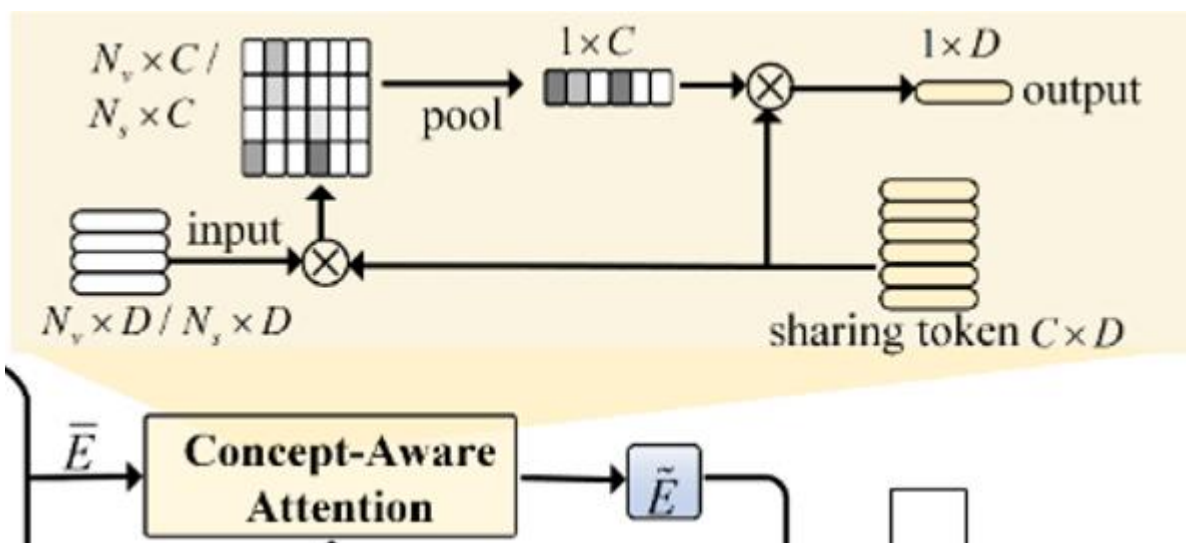 N_v × C /
N_s × C
1×C
1×D
pool
output
input
N_v × D / N_s × D
sharing token C×D
Ē
Concept-Aware
Attention
Ẽ